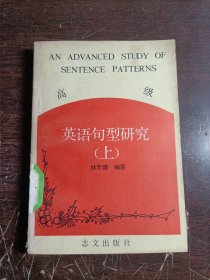 AN ADVANCED STUDY OF
SENTENCE PATTERNS
高 级
英语句型研究
(上)
林天健 编著
志文出版社